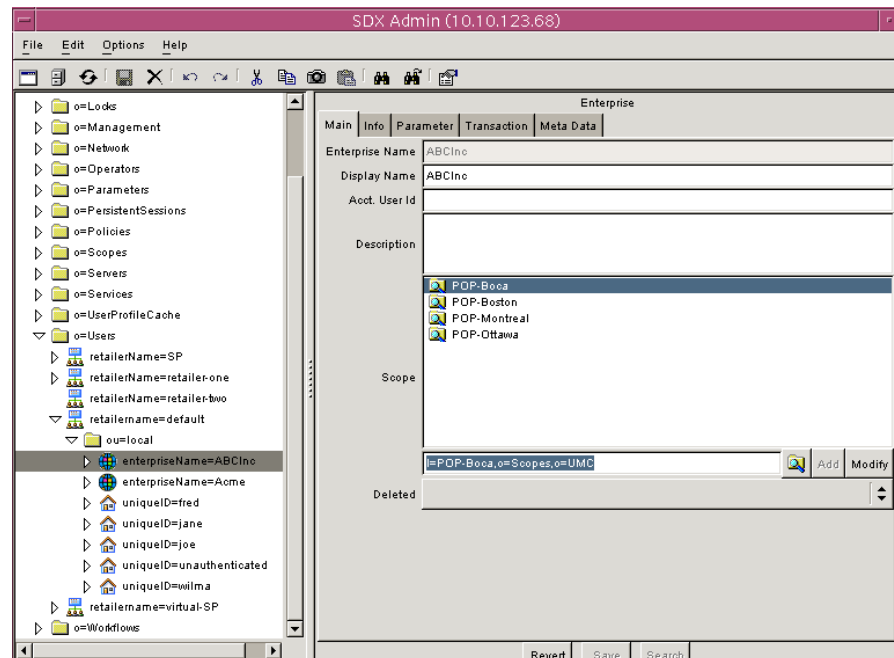 SDX Admin (10.10.123.68)
File Edit Options Help
o=Locks
o=Management
o=Network
o=Operators
o=Parameters
o=PersistentSessions
o=Policies
o=Scopes
o=Servers
o=Services
o=UserProfileCache
o=Users
retailerName=SP
retailerName=retailer-one
retailerName=retailer-two
retailername=default
ou=local
enterpriseName=ABCInc
enterpriseName=Acme
uniqueID=fred
uniqueID=jane
uniqueID=joe
uniqueID=unauthenticated
uniqueID=wilma
retailername=virtual-SP
o=Workflows
Enterprise
Main Info Parameter Transaction Meta Data
Enterprise Name ABCInc
Display Name ABCInc
Acct. User Id
Description
POP-Boca
POP-Boston
POP-Montreal
POP-Ottawa
Scope
l=POP-Boca,o=Scopes,o=UMC Add Modify
Deleted
Revert Save Search